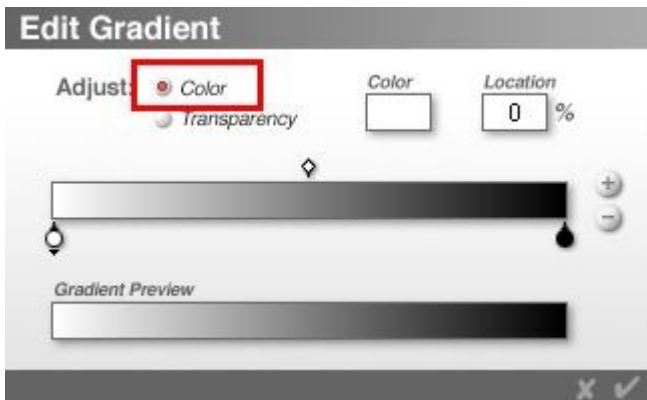 Edit Gradient
Adjust: Color Color Location
Transparency 0 %
Gradient Preview